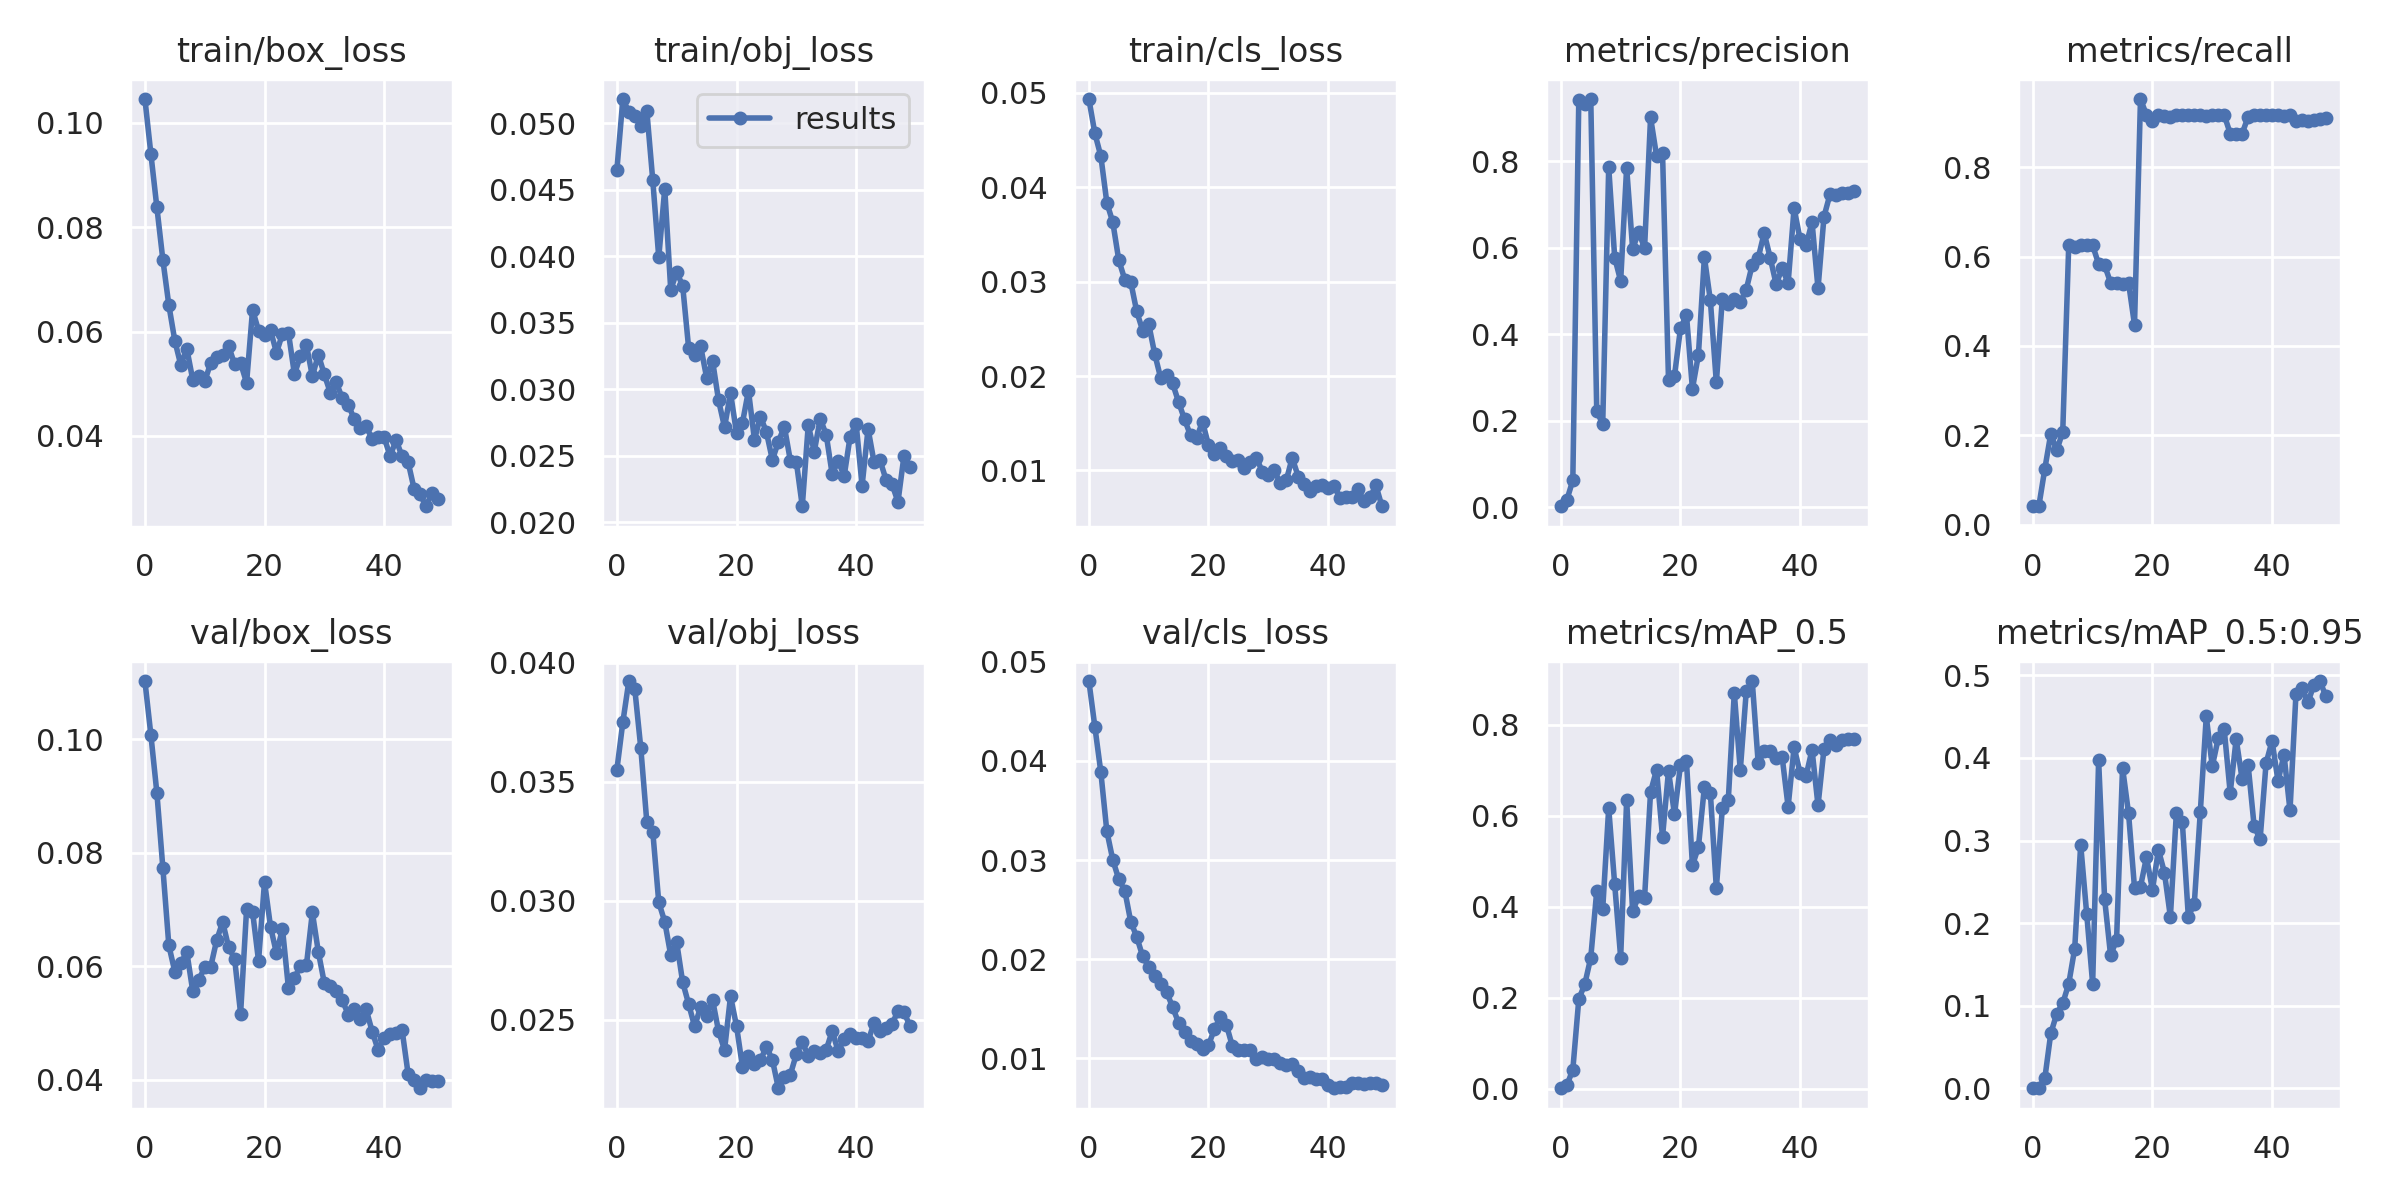 train/box_loss
train/obj_loss
train/cls_loss
metrics/precision
metrics/recall
0.10
0.08
0.06
0.04
0 20 40
results
0.050
0.045
0.040
0.035
0.030
0.025
0.020
0 20 40
0.05
0.04
0.03
0.02
0.01
0 20 40
0.8
0.6
0.4
0.2
0.0
0 20 40
0.8
0.6
0.4
0.2
0.0
0 20 40
val/box_loss
val/obj_loss
val/cls_loss
metrics/mAP_0.5
metrics/mAP_0.5:0.95
0.10
0.08
0.06
0.04
0 20 40
0.040
0.035
0.030
0.025
0 20 40
0.05
0.04
0.03
0.02
0.01
0 20 40
0.8
0.6
0.4
0.2
0.0
0 20 40
0.5
0.4
0.3
0.2
0.1
0.0
0 20 40